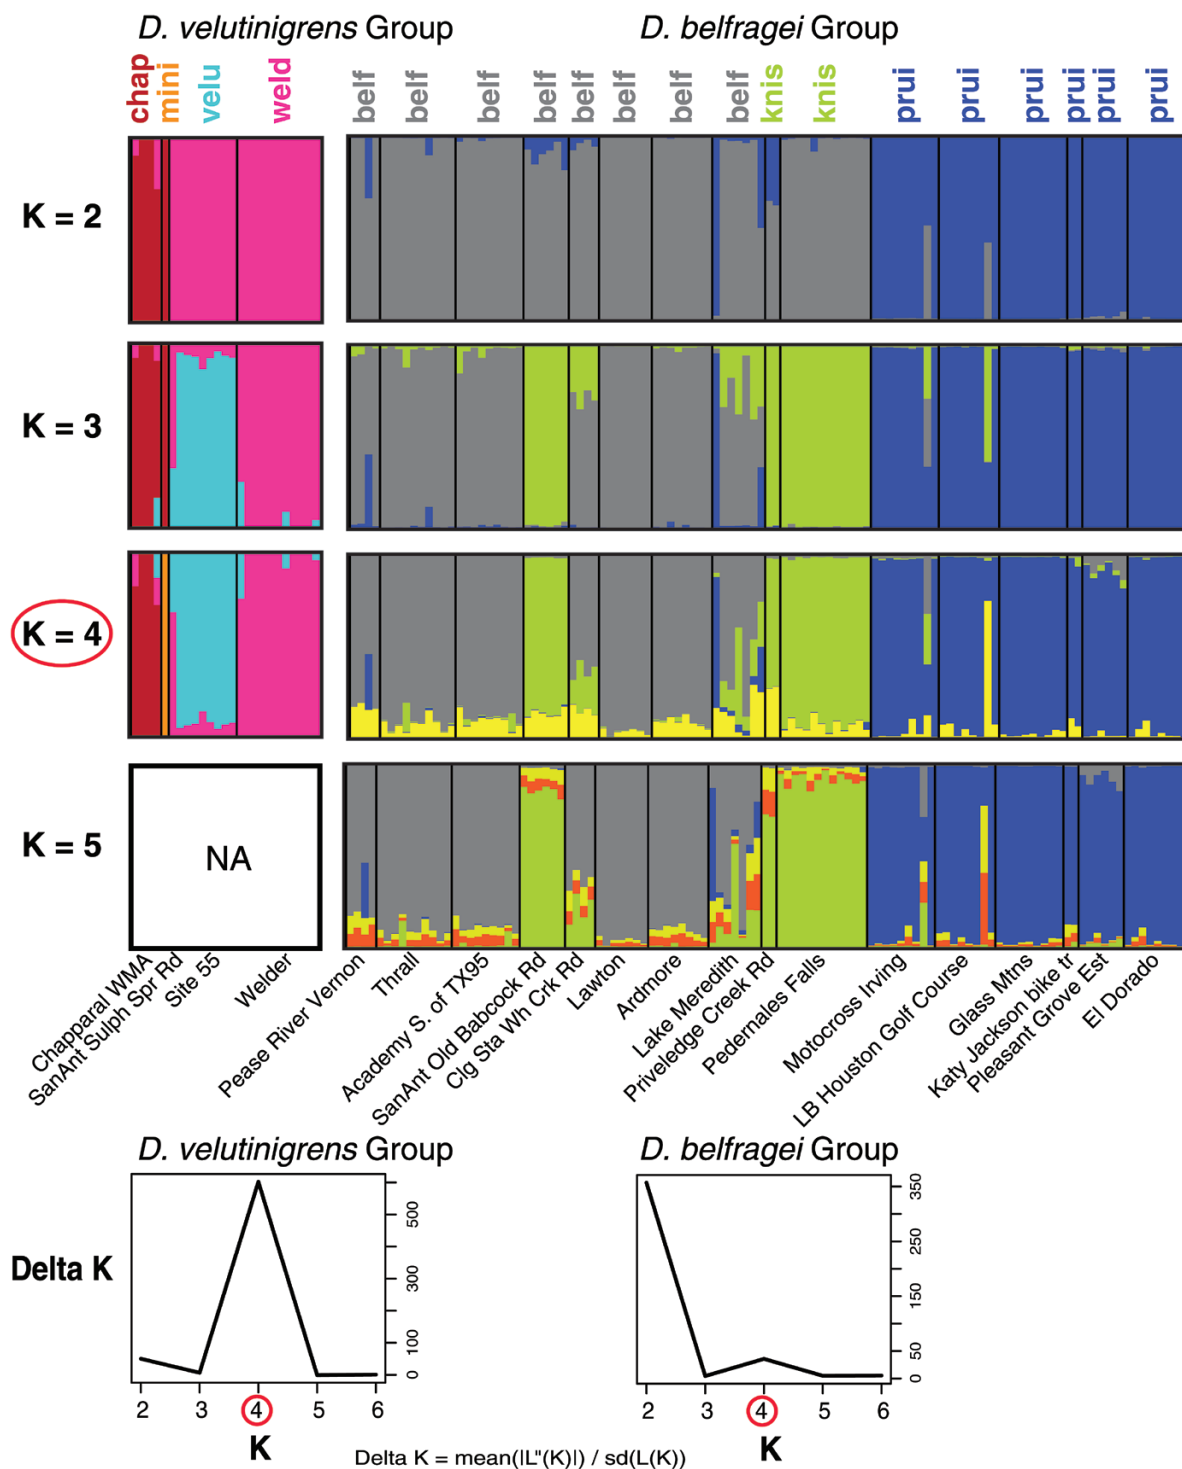 D. velutinigrens Group
D. belfragei Group
chap
mini
velu
weld
belf
belf
belf
belf
belf
belf
belf
belf
knis
knis
prui
prui
prui
prui
prui
prui
K = 2
K = 3
K = 4
K = 5
NA
Chapparal WMA
SanAnt Sulph Spr Rd
Site 55
Welder
Pease River Vernon
Thrall
Academy S. of TX95
SanAnt Old Babcock Rd
Clg Sta Wh Crk Rd
Lawton
Ardmore
Lake Meredith
Priveledge Creek Rd
Pedernales Falls
Motocross Irving
LB Houston Golf Course
Glass Mtns
Katy Jackson bike tr
Pleasant Grove Est
El Dorado
D. velutinigrens Group
D. belfragei Group
Delta K
500
300
100
0
2 3 4 5 6
K
350
250
150
50
0
2 3 4 5 6
K
Delta K = mean(|L"(K)|) / sd(L(K))